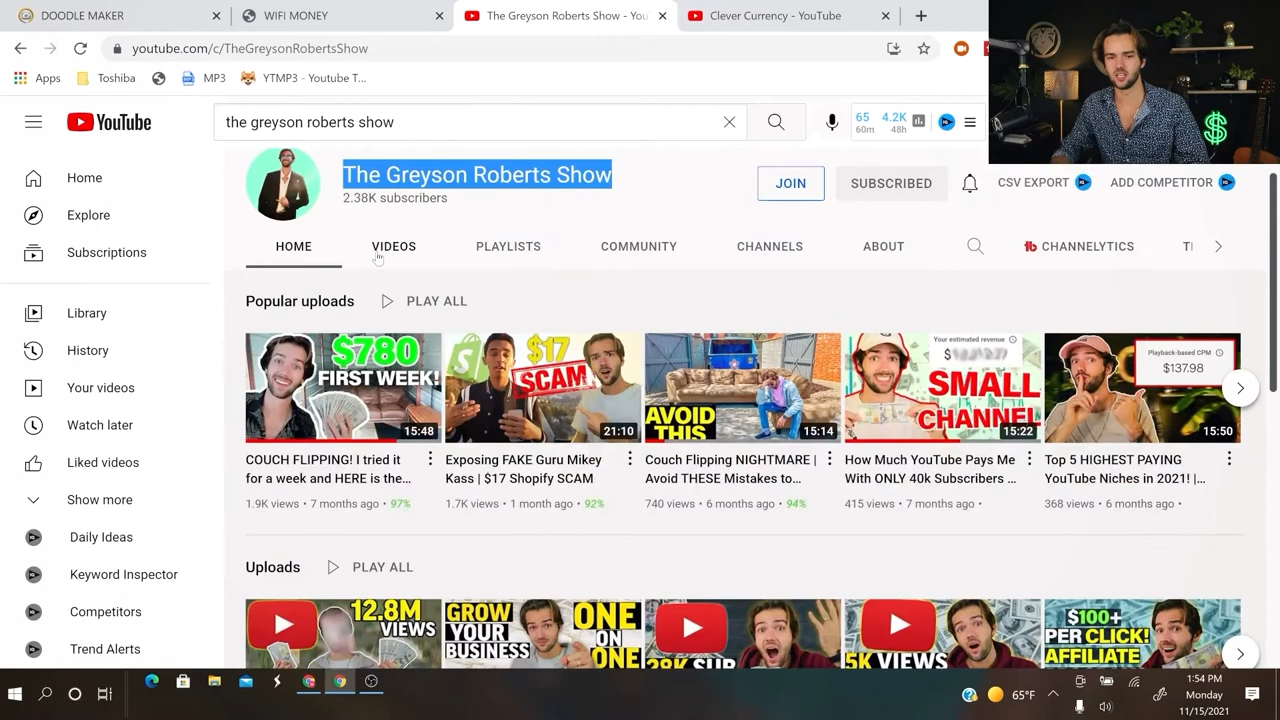 DOODLE MAKER
WIFI MONEY
The Greyson Roberts Show - You
Clever Currency - YouTube
youtube.com/c/TheGreysonRobertsShow
Apps
Toshiba
MP3
YTMP3 - Youtube T...
YouTube
the greyson roberts show
65
60m
4.2K
48h
The Greyson Roberts Show
2.38K subscribers
JOIN
SUBSCRIBED
CSV EXPORT
ADD COMPETITOR
HOME
VIDEOS
PLAYLISTS
COMMUNITY
CHANNELS
ABOUT
CHANNELYTICS
Home
Explore
Subscriptions
Library
History
Your videos
Watch later
Liked videos
Show more
Daily Ideas
Keyword Inspector
Competitors
Trend Alerts
Popular uploads
PLAY ALL
$780
FIRST WEEK!
15:48
COUCH FLIPPING! I tried it
for a week and HERE is the...
1.9K views • 7 months ago • 97%
$17
SCAM
21:10
Exposing FAKE Guru Mikey
Kass | $17 Shopify SCAM
1.7K views • 1 month ago • 92%
AVOID
THIS
15:14
Couch Flipping NIGHTMARE |
Avoid THESE Mistakes to...
740 views • 6 months ago • 94%
Your estimated revenue
$
SMALL
CHANNEL
15:22
How Much YouTube Pays Me
With ONLY 40k Subscribers ...
415 views • 7 months ago •
Playback-based CPM
$137.98
15:50
Top 5 HIGHEST PAYING
YouTube Niches in 2021! |...
368 views • 6 months ago •
Uploads
PLAY ALL
12.8M
VIEWS
GROW
YOUR
BUSINESS
ONE
ON
ONE
28K SUB
5K VIEWS
$100+
PER CLICK!
AFFILIATE
65°F
1:54 PM
Monday
11/15/2021